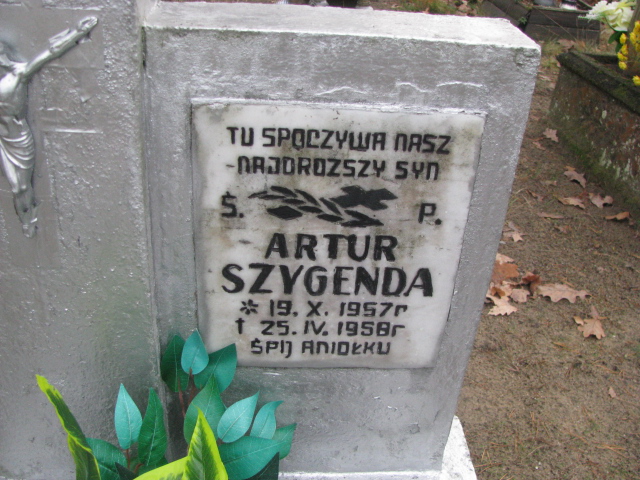 TU SPOCZYWA NASZ
NAJDROZSZY SYN
Ś. P.
ARTUR
SZYGENDA
* 19. X. 1957r
† 25. IV. 1958r
ŚPIJ ANIOŁKU